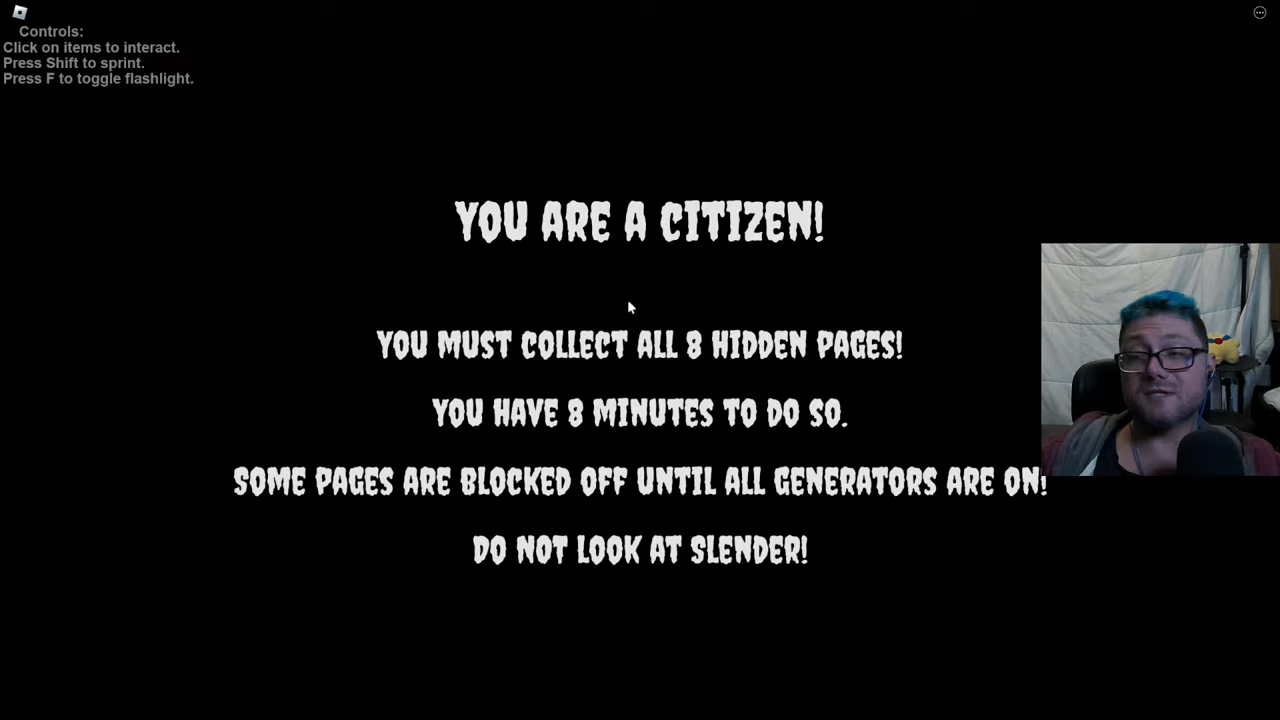 Controls:
Click on items to interact.
Press Shift to sprint.
Press F to toggle flashlight.
YOU ARE A CITIZEN!
YOU MUST COLLECT ALL 8 HIDDEN PAGES!
YOU HAVE 8 MINUTES TO DO SO.
SOME PAGES ARE BLOCKED OFF UNTIL ALL GENERATORS ARE ON!
DO NOT LOOK AT SLENDER!